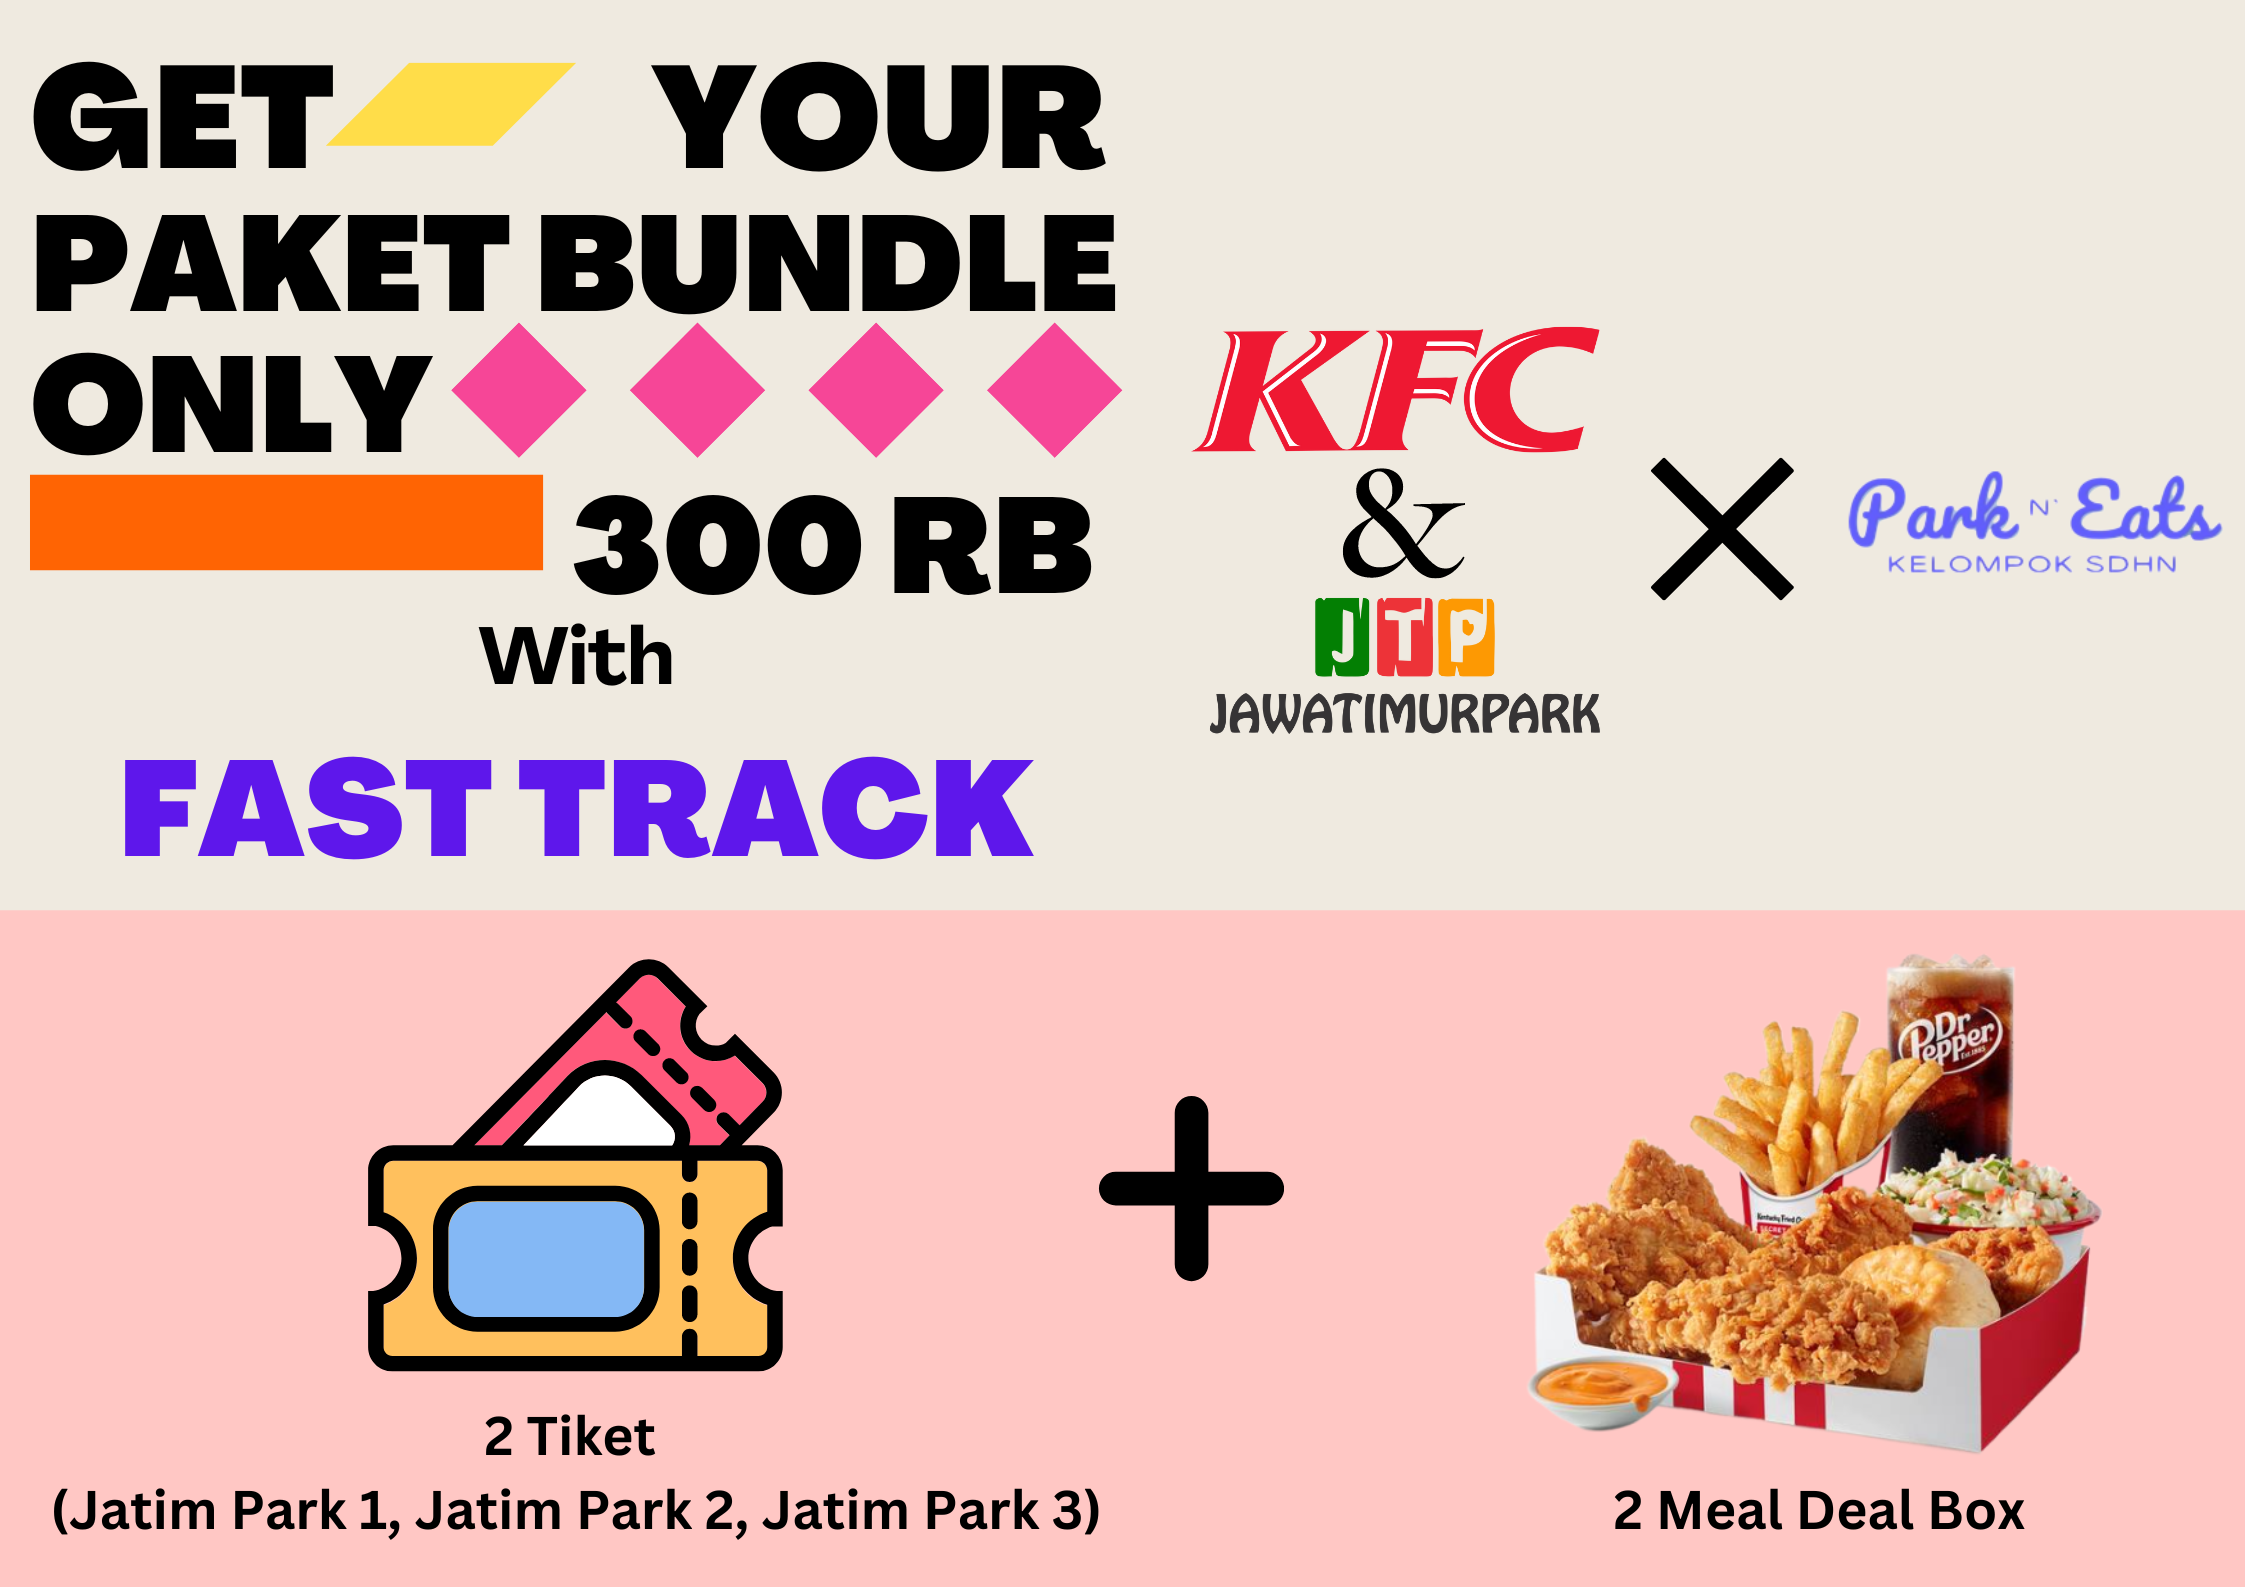 GET YOUR
PAKET BUNDLE
ONLY
300 RB
With
FAST TRACK
KFC
&
JTP
JAWATIMURPARK
Park N' Eats
KELOMPOK SDHN
2 Tiket
(Jatim Park 1, Jatim Park 2, Jatim Park 3)
Dr
Pepper
2 Meal Deal Box